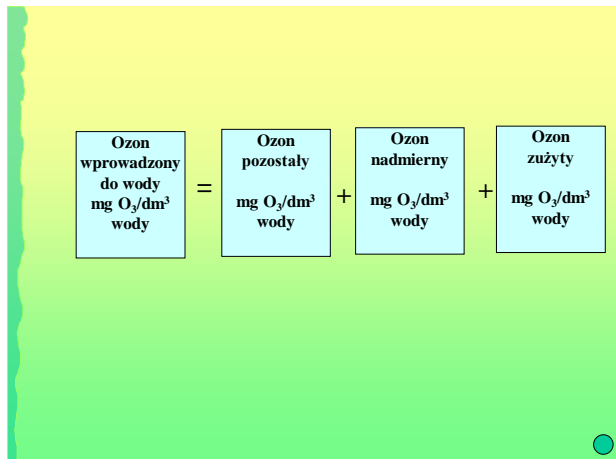 Ozon
wprowadzony
do wody
mg O₃/dm³
wody
=
Ozon
pozostały
mg O₃/dm³
wody
+
Ozon
nadmierny
mg O₃/dm³
wody
+
Ozon
zużyty
mg O₃/dm³
wody